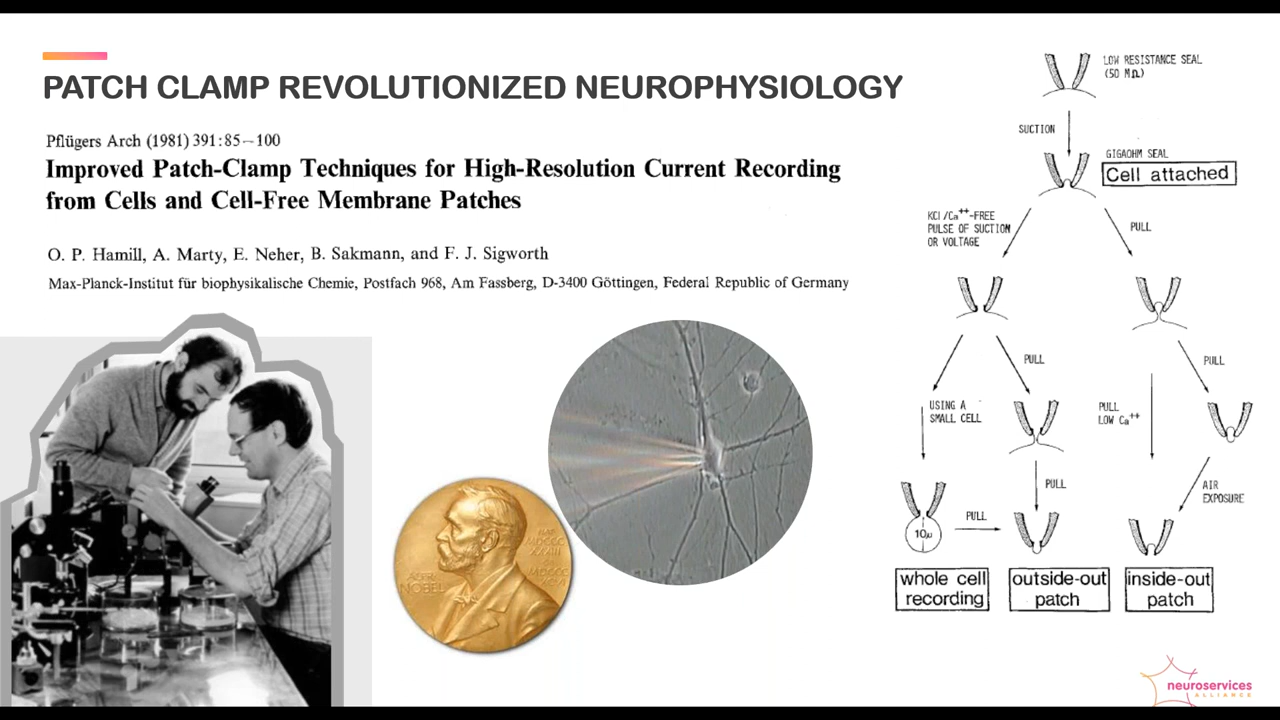 PATCH CLAMP REVOLUTIONIZED NEUROPHYSIOLOGY
Pflügers Arch (1981) 391:85—100
Improved Patch-Clamp Techniques for High-Resolution Current Recording
from Cells and Cell-Free Membrane Patches
O. P. Hamill, A. Marty, E. Neher, B. Sakmann, and F. J. Sigworth
Max-Planck-Institut für biophysikalische Chemie, Postfach 968, Am Fassberg, D-3400 Göttingen, Federal Republic of Germany
LOW RESISTANCE SEAL
(50 MΩ)
SUCTION
GIGAOHM SEAL
Cell attached
KCl/Ca++-FREE
PULSE OF SUCTION
OR VOLTAGE
PULL
PULL
PULL
USING A
SMALL CELL
PULL
LOW Ca++
PULL
AIR
EXPOSURE
10μ
PULL
whole cell
recording
outside-out
patch
inside-out
patch
NOBEL
neuroservices
ALLIANCE